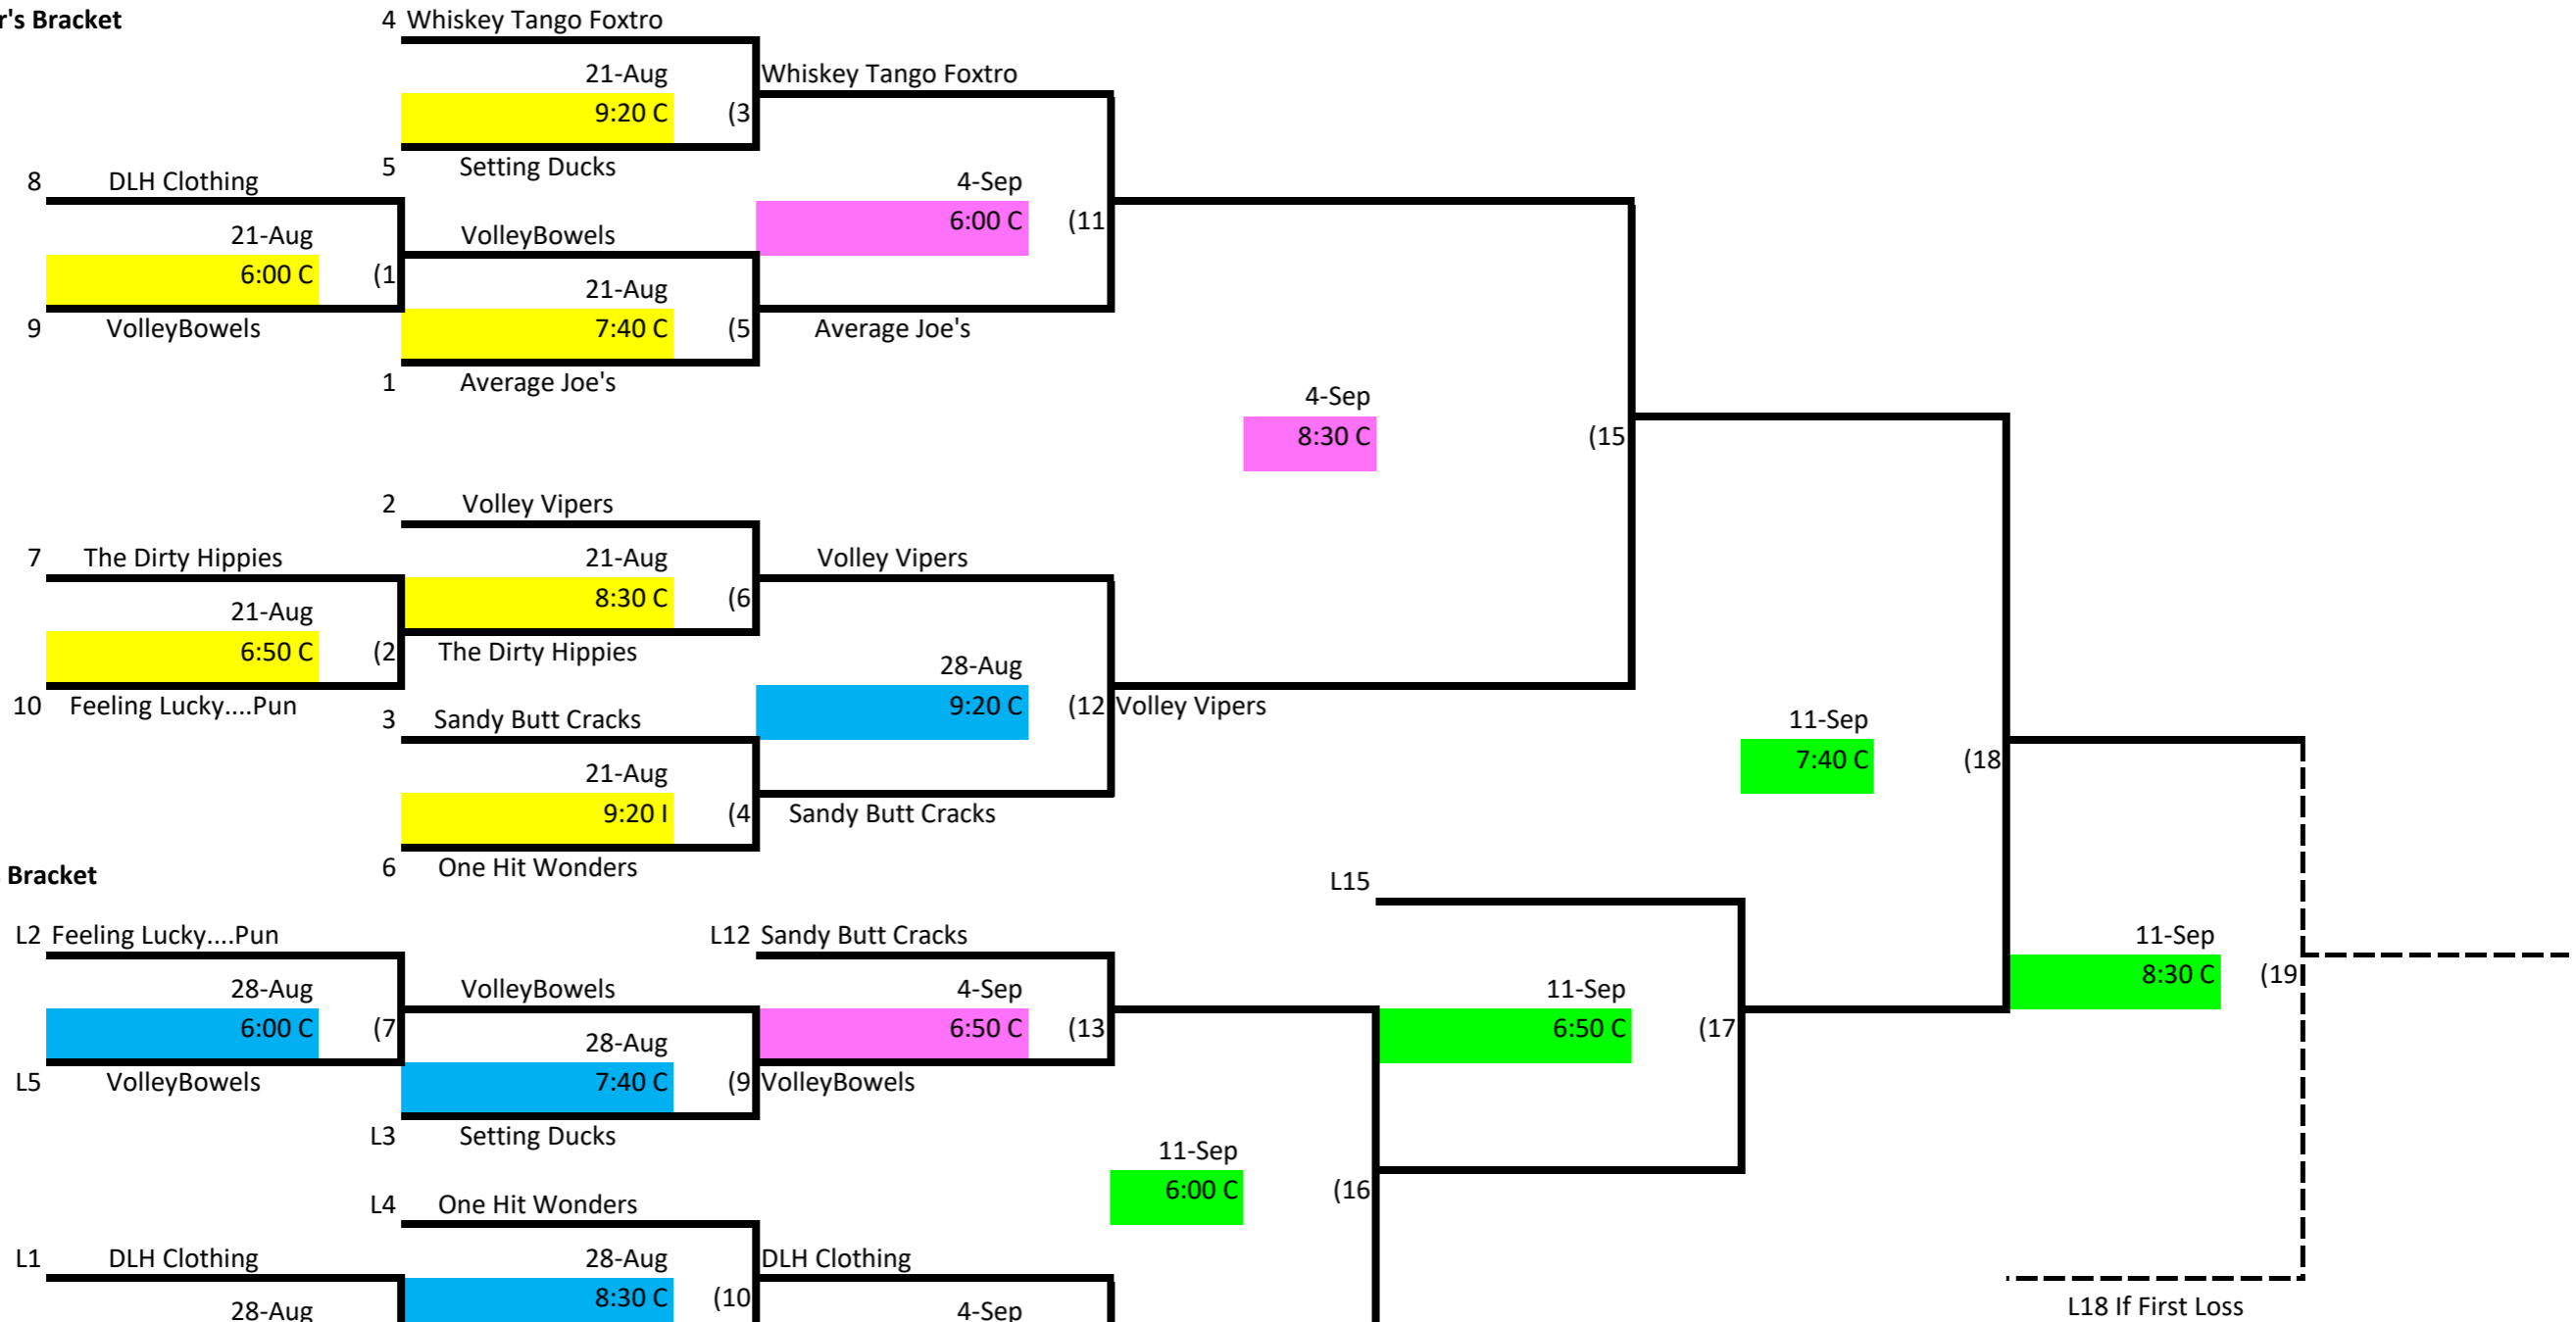 r's Bracket
4 Whiskey Tango Foxtro
21-Aug
Whiskey Tango Foxtro
9:20 C (3
5 Setting Ducks
8 DLH Clothing
4-Sep
6:00 C (11
21-Aug
VolleyBowels
6:00 C (1
21-Aug
9 VolleyBowels
7:40 C (5
Average Joe's
1 Average Joe's
4-Sep
8:30 C (15
2 Volley Vipers
7 The Dirty Hippies
21-Aug
Volley Vipers
8:30 C (6
21-Aug
6:50 C (2
The Dirty Hippies
28-Aug
10 Feeling Lucky....Pun
9:20 C (12 Volley Vipers
3 Sandy Butt Cracks
11-Sep
7:40 C (18
21-Aug
9:20 I (4
Sandy Butt Cracks
6 One Hit Wonders
Bracket
L15
L2 Feeling Lucky....Pun
L12 Sandy Butt Cracks
11-Sep
8:30 C (19
28-Aug
VolleyBowels
4-Sep
11-Sep
6:00 C (7
6:50 C (13
6:50 C (17
28-Aug
L5 VolleyBowels
7:40 C (9 VolleyBowels
L3 Setting Ducks
11-Sep
6:00 C (16
L4 One Hit Wonders
L1 DLH Clothing
28-Aug
DLH Clothing
8:30 C (10
28-Aug
4-Sep
L18 If First Loss